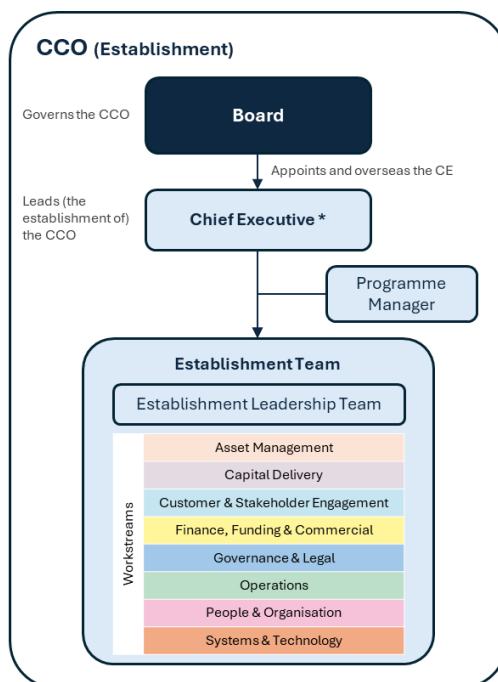 CCO (Establishment)
Governs the CCO
Board
Appoints and overseas the CE
Leads (the
establishment of)
the CCO
Chief Executive *
Programme
Manager
Establishment Team
Establishment Leadership Team
Workstreams
Asset Management
Capital Delivery
Customer & Stakeholder Engagement
Finance, Funding & Commercial
Governance & Legal
Operations
People & Organisation
Systems & Technology